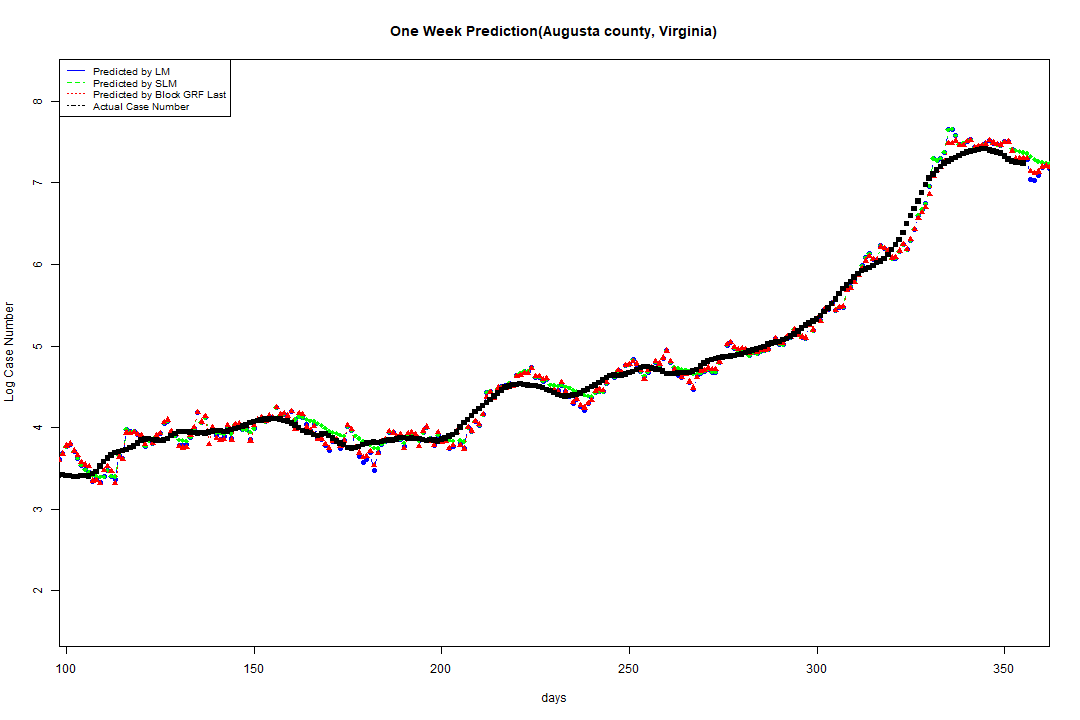 One Week Prediction(Augusta county, Virginia)
Predicted by LM
Predicted by SLM
Predicted by Block GRF Last
Actual Case Number
8
7
6
5
4
3
2
Log Case Number
100 150 200 250 300 350
days